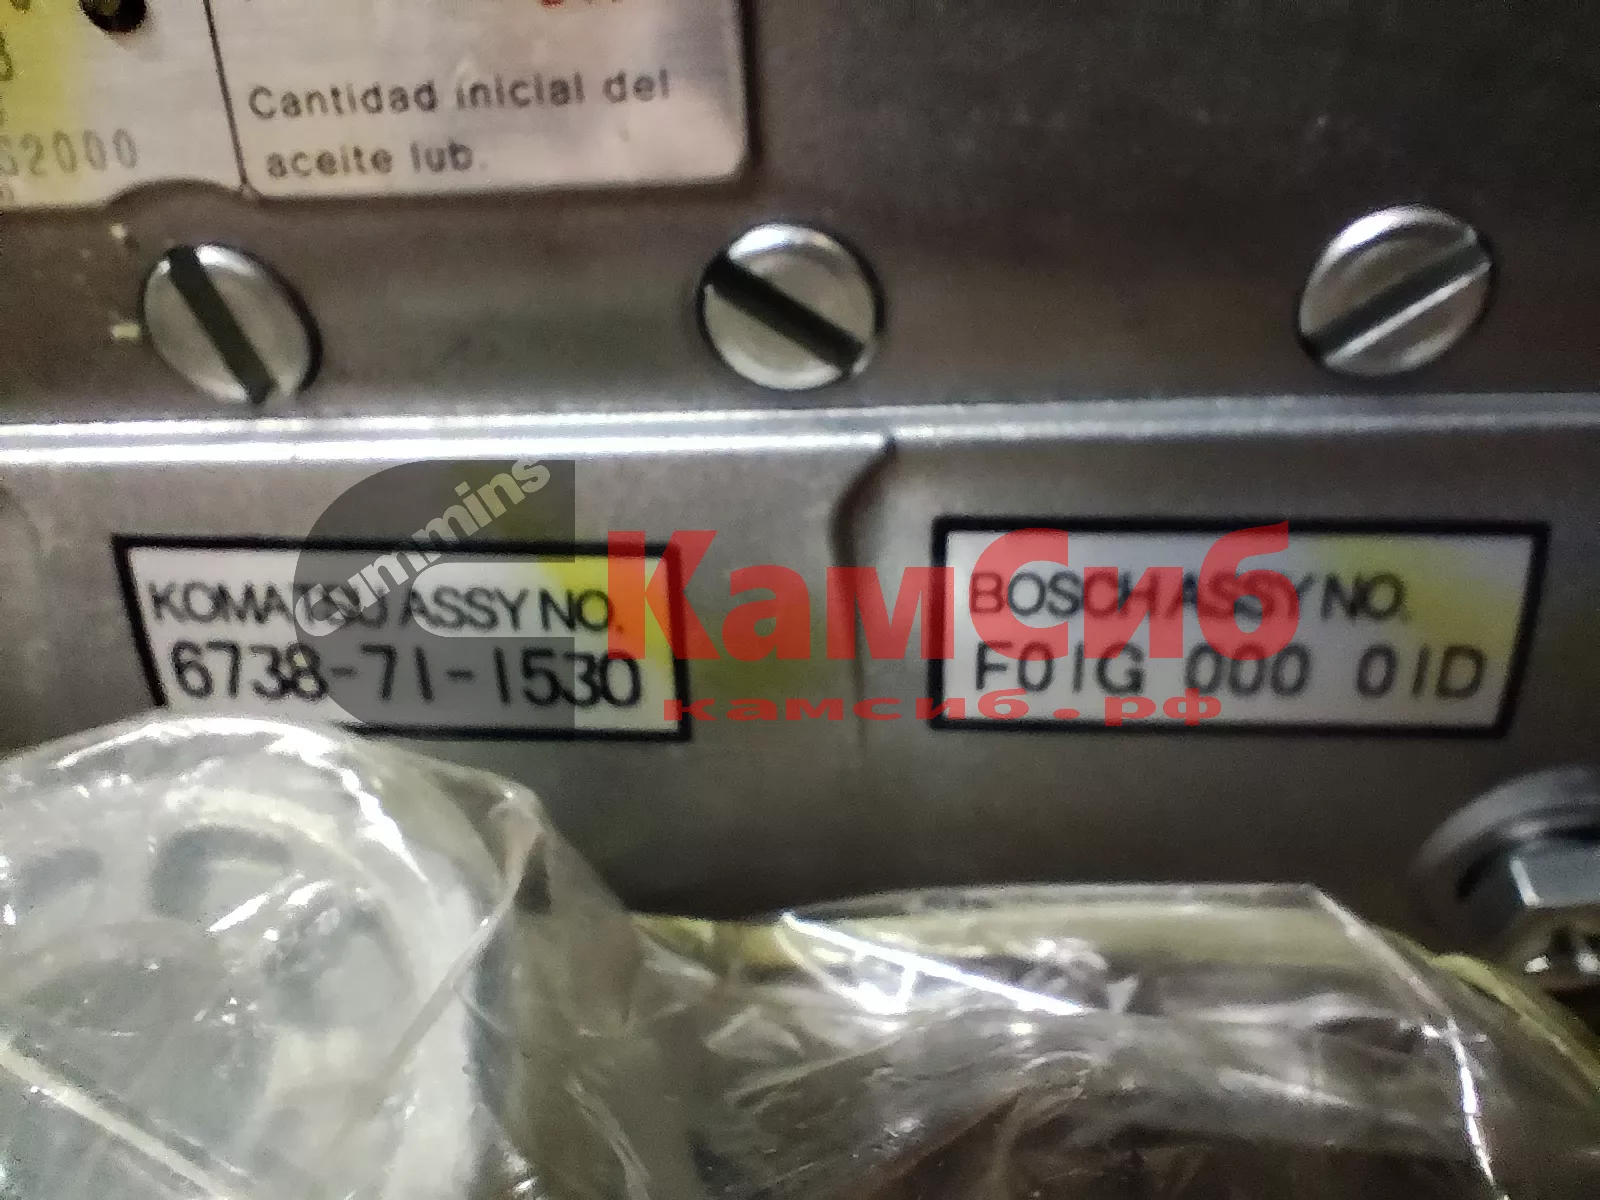 Cantidad inicial del
aceite lub.
62000
Cummins
КамСиб
камсиб.рф
KOMATSU ASSY NO.
6738-71-1530
BOSCH ASSY NO.
F01G 000 01D